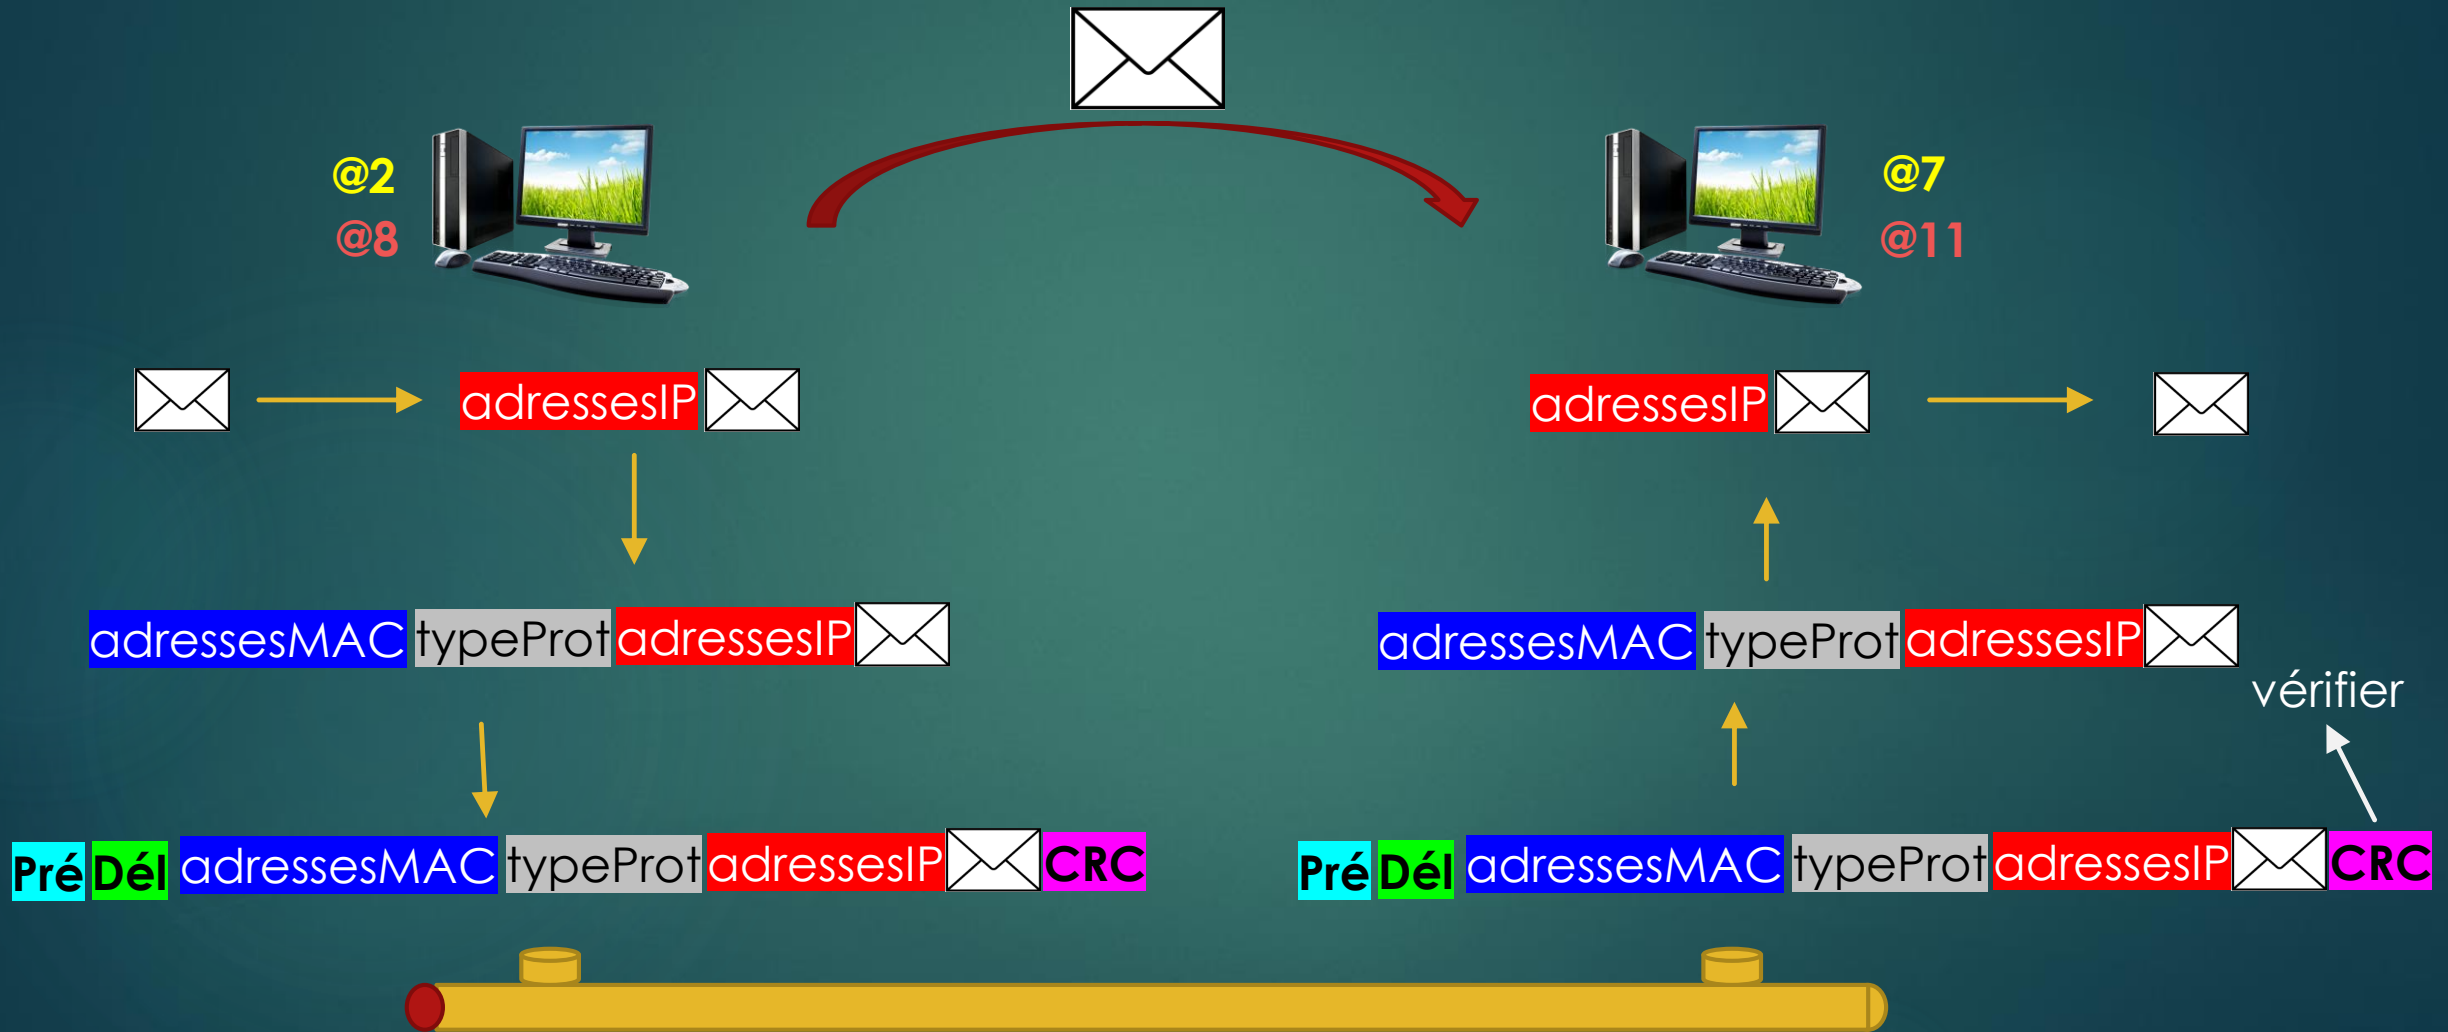 @2
@8
@7
@11
adressesIP
adressesIP
adressesMAC typeProt adressesIP
adressesMAC typeProt adressesIP
vérifier
Pré Dél adressesMAC typeProt adressesIP CRC
Pré Dél adressesMAC typeProt adressesIP CRC